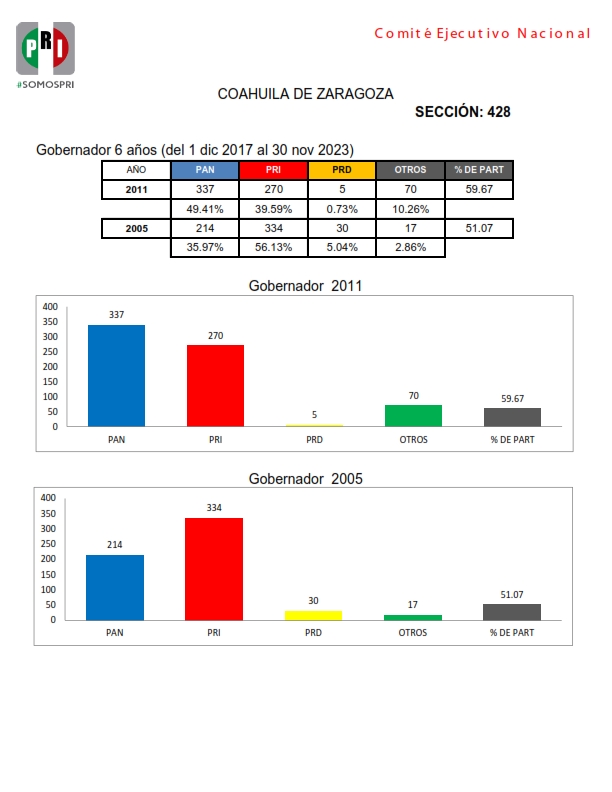 PRI
#SOMOSPRI
Comité Ejecutivo Nacional
COAHUILA DE ZARAGOZA
SECCIÓN: 428
Gobernador 6 años (del 1 dic 2017 al 30 nov 2023)
AÑO PAN PRI PRD OTROS % DE PART
2011 337 270 5 70 59.67
49.41% 39.59% 0.73% 10.26%
2005 214 334 30 17 51.07
35.97% 56.13% 5.04% 2.86%
Gobernador 2011
400
350
300
250
200
150
100
50
0
337
270
5
70
59.67
PAN PRI PRD OTROS % DE PART
Gobernador 2005
400
350
300
250
200
150
100
50
0
214
334
30
17
51.07
PAN PRI PRD OTROS % DE PART